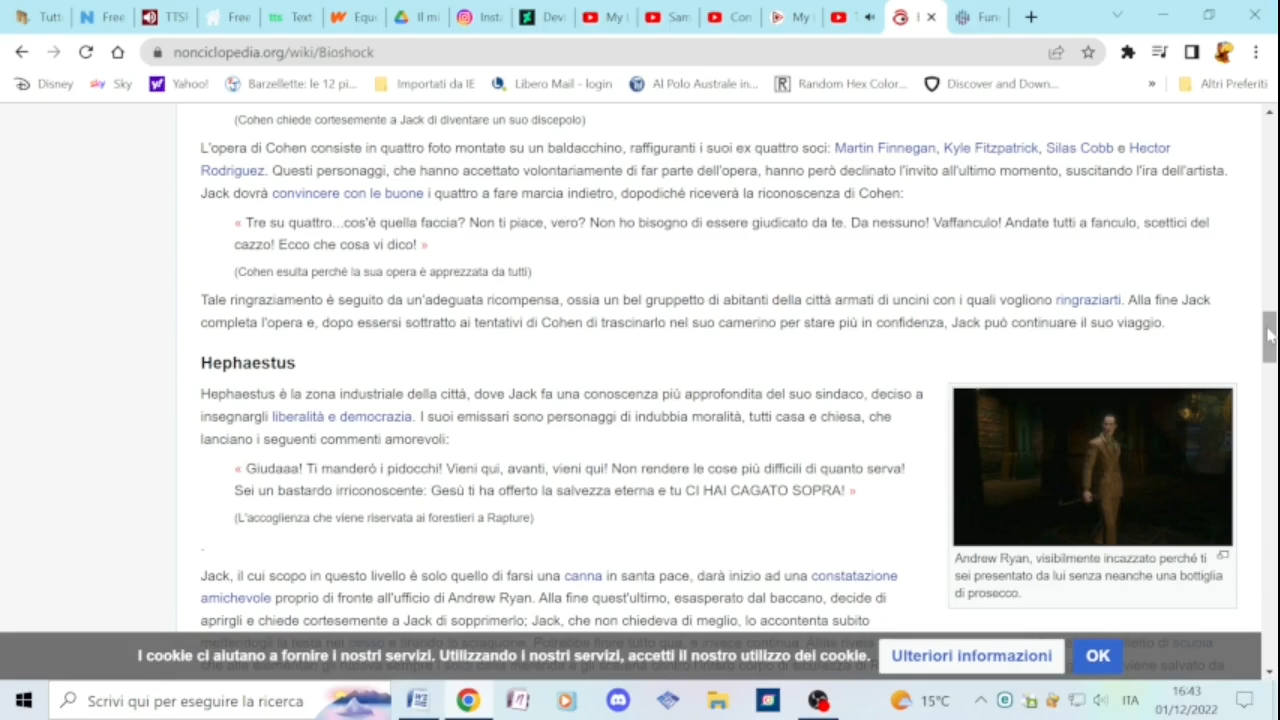 Tutt
Free
TTSF
Free
Text
Equ
Il mi
Inst
Devi
My I
Sam
Con
My
Fun
nonciclopedia.org/wiki/Bioshock
Disney
Sky
Yahoo!
Barzellette: le 12 pi...
Importati da IE
Libero Mail - login
Al Polo Australe in...
Random Hex Color...
Discover and Down...
»
Altri Preferiti
(Cohen chiede cortesemente a Jack di diventare un suo discepolo)
L'opera di Cohen consiste in quattro foto montate su un baldacchino, raffiguranti i suoi ex quattro soci: Martin Finnegan, Kyle Fitzpatrick, Silas Cobb e Hector
Rodriguez. Questi personaggi, che hanno accettato volontariamente di far parte dell'opera, hanno però declinato l'invito all'ultimo momento, suscitando l'ira dell'artista.
Jack dovrà convincere con le buone i quattro a fare marcia indietro, dopodiché riceverà la riconoscenza di Cohen:
« Tre su quattro...cos'è quella faccia? Non ti piace, vero? Non ho bisogno di essere giudicato da te. Da nessuno! Vaffanculo! Andate tutti a fanculo, scettici del
cazzo! Ecco che cosa vi dico! »
(Cohen esulta perché la sua opera è apprezzata da tutti)
Tale ringraziamento è seguito da un'adeguata ricompensa, ossia un bel gruppetto di abitanti della città armati di uncini con i quali vogliono ringraziarti. Alla fine Jack
completa l'opera e, dopo essersi sottratto ai tentativi di Cohen di trascinarlo nel suo camerino per stare più in confidenza, Jack può continuare il suo viaggio.
Hephaestus
Hephaestus è la zona industriale della città, dove Jack fa una conoscenza più approfondita del suo sindaco, deciso a
insegnargli liberalità e democrazia. I suoi emissari sono personaggi di indubbia moralità, tutti casa e chiesa, che
lanciano i seguenti commenti amorevoli:
« Giudaaa! Ti manderò i pidocchi! Vieni qui, avanti, vieni qui! Non rendere le cose più difficili di quanto serva!
Sei un bastardo irriconoscente: Gesù ti ha offerto la salvezza eterna e tu CI HAI CAGATO SOPRA! »
(L'accoglienza che viene riservata ai forestieri a Rapture)
.
Andrew Ryan, visibilmente incazzato perché ti
sei presentato da lui senza neanche una bottiglia
di prosecco.
Jack, il cui scopo in questo livello è solo quello di farsi una canna in santa pace, darà inizio ad una constatazione
amichevole proprio di fronte all'ufficio di Andrew Ryan. Alla fine quest'ultimo, esasperato dal baccano, decide di
aprirgli e chiede cortesemente a Jack di sopprimerlo; Jack, che non chiedeva di meglio, lo accontenta subito
I cookie ci aiutano a fornire i nostri servizi. Utilizzando i nostri servizi, accetti il nostro utilizzo dei cookie.
Ulteriori informazioni
OK
Scrivi qui per eseguire la ricerca
15°C
ITA
16:43
01/12/2022